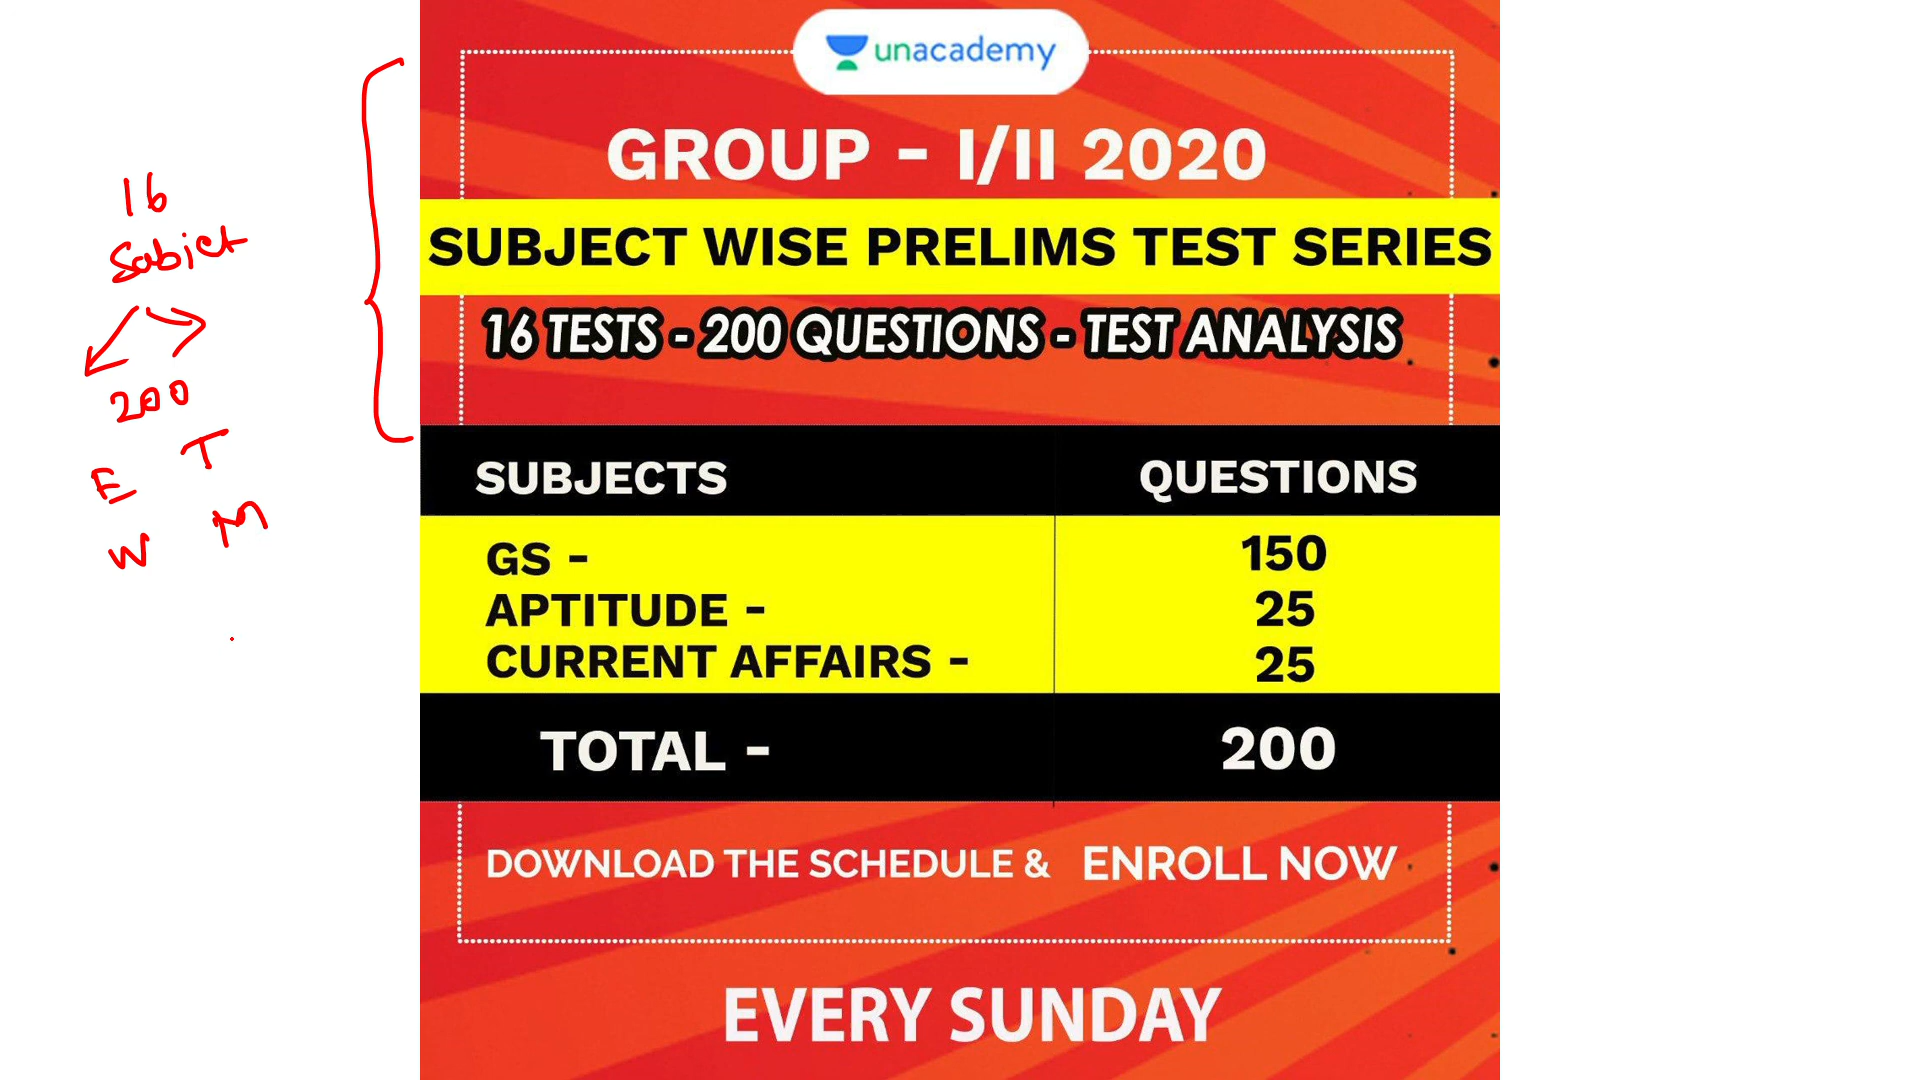 unacademy
GROUP - I/II 2020
SUBJECT WISE PRELIMS TEST SERIES
16 TESTS - 200 QUESTIONS - TEST ANALYSIS
SUBJECTS QUESTIONS
GS - 150
APTITUDE - 25
CURRENT AFFAIRS - 25
TOTAL - 200
DOWNLOAD THE SCHEDULE & ENROLL NOW
EVERY SUNDAY
16
Subject
200
E T
W M